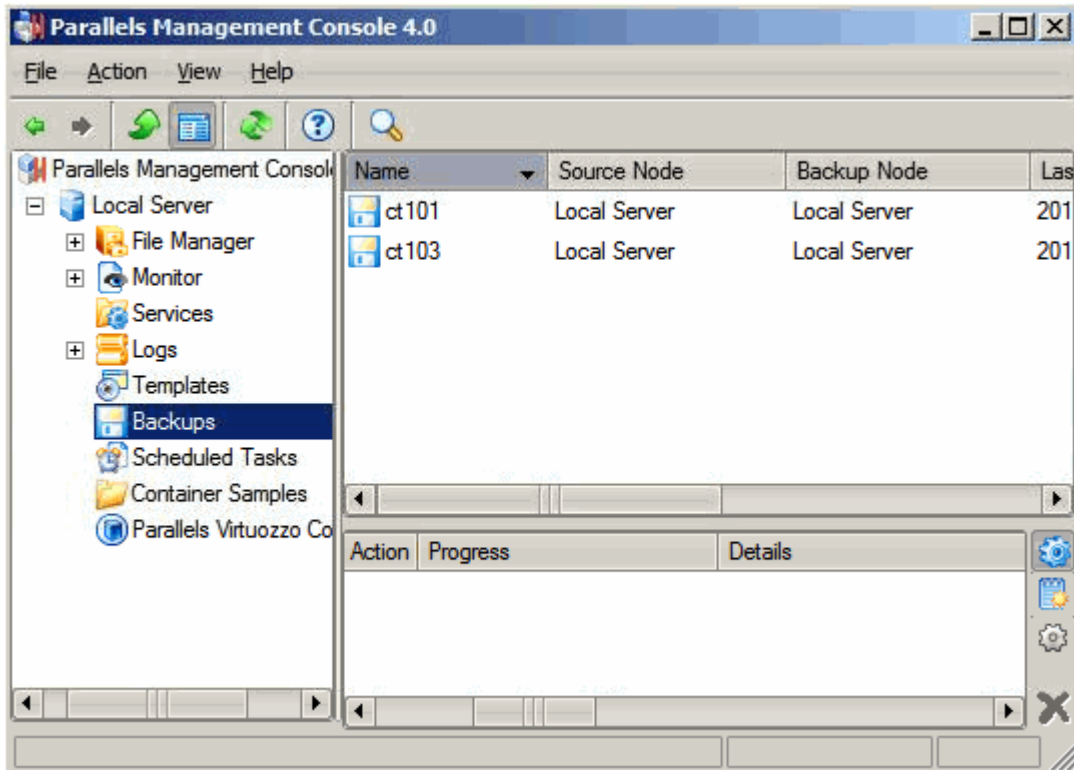 Parallels Management Console 4.0
File Action View Help
Parallels Management Consol
Local Server
File Manager
Monitor
Services
Logs
Templates
Backups
Scheduled Tasks
Container Samples
Parallels Virtuozzo Co
Name Source Node Backup Node Las
ct101 Local Server Local Server 201
ct103 Local Server Local Server 201
Action Progress Details